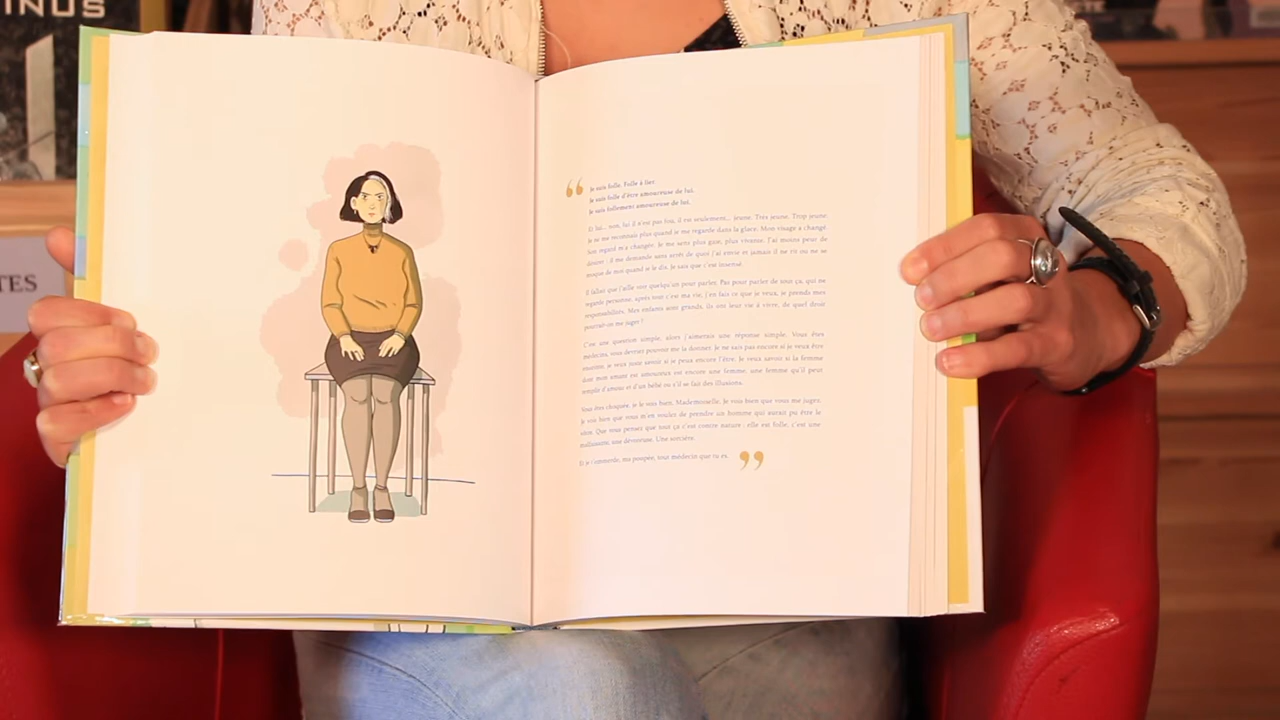 INUS
TES
“ Je suis folle. Folle à lier.
Je suis folle d'être amoureuse de lui.
Je suis follement amoureuse de lui.
Et lui... non, lui il n'est pas fou, il est seulement... jeune. Très jeune. Trop jeune.
Je ne me reconnais plus quand je me regarde dans la glace. Mon visage a changé.
Mon regard m'a changée. Je me sens plus gaie, plus vivante. J'ai moins peur de
; il me demande sans arrêt de quoi j'ai envie et jamais il ne rit ou ne se
moque de moi quand je le dis. Je sais que c'est insensé.
Il fallait que j'aille voir quelqu'un pour parler. Pas pour parler de tout ça, qui ne
regarde personne, après tout c'est ma vie, j'en fais ce que je veux, je prends mes
responsabilités. Mes enfants sont grands, ils ont leur vie à vivre, de quel droit
pourrait-on me juger ?
C'est une question simple, alors j'aimerais une réponse simple. Vous êtes
médecin, vous devriez pouvoir me la donner. Je ne sais pas encore si je veux être
enceinte, je veux juste savoir si je peux encore l'être. Je veux savoir si la femme
dont mon amant est amoureux est encore une femme, une femme qu'il peut
remplir d'amour et d'un bébé ou s'il se fait des illusions.
Vous êtes choquée, je le vois bien, Mademoiselle. Je vois bien que vous me jugez.
Je vois bien que vous m'en voulez de prendre un homme qui aurait pu être le
vôtre. Que vous pensez que tout ça c'est contre nature : elle est folle, c'est une
une dévoreuse. Une sorcière.
Et je t'emmerde, ma poupée, tout médecin que tu es. ”